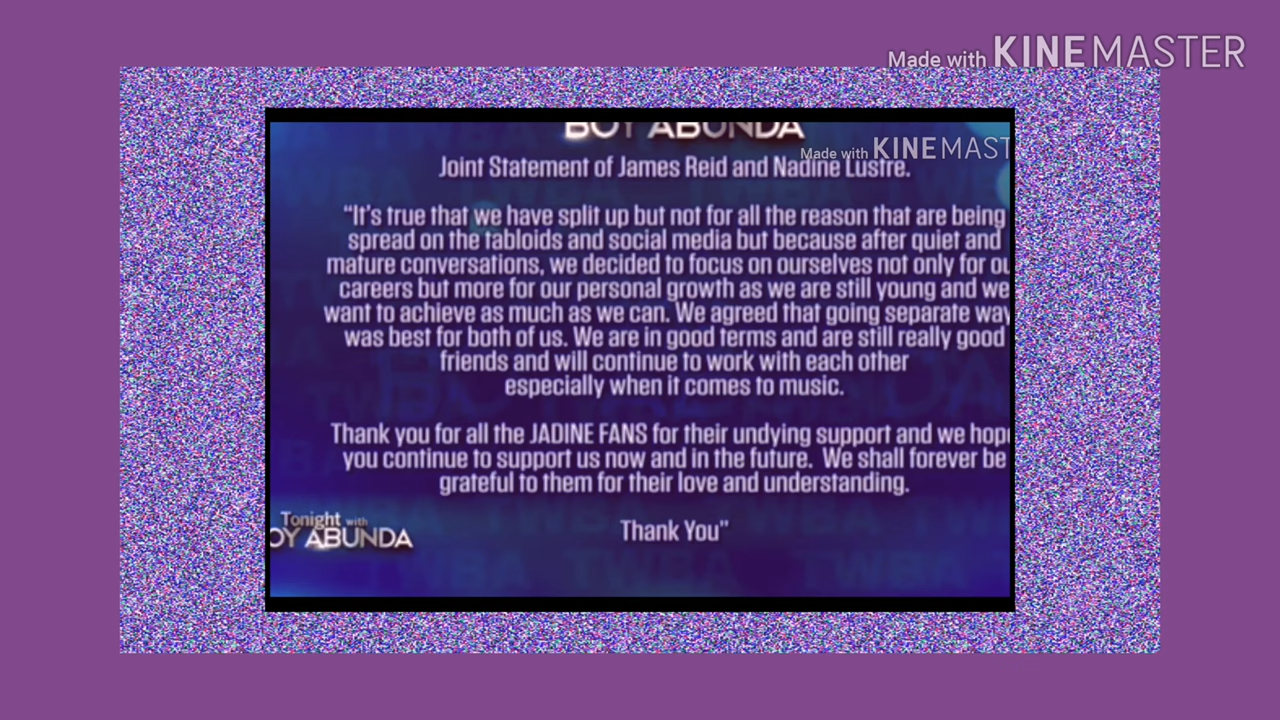 Made with KINEMASTER
BOY ABUNDA
Made with KINEMAST
Joint Statement of James Reid and Nadine Lustre.
“It’s true that we have split up but not for all the reason that are being
spread on the tabloids and social media but because after quiet and
mature conversations, we decided to focus on ourselves not only for ou
careers but more for our personal growth as we are still young and we
want to achieve as much as we can. We agreed that going separate way
was best for both of us. We are in good terms and are still really good
friends and will continue to work with each other
especially when it comes to music.
Thank you for all the JADINE FANS for their undying support and we hop
you continue to support us now and in the future. We shall forever be
grateful to them for their love and understanding.
Thank You"
Tonight with
OY ABUNDA